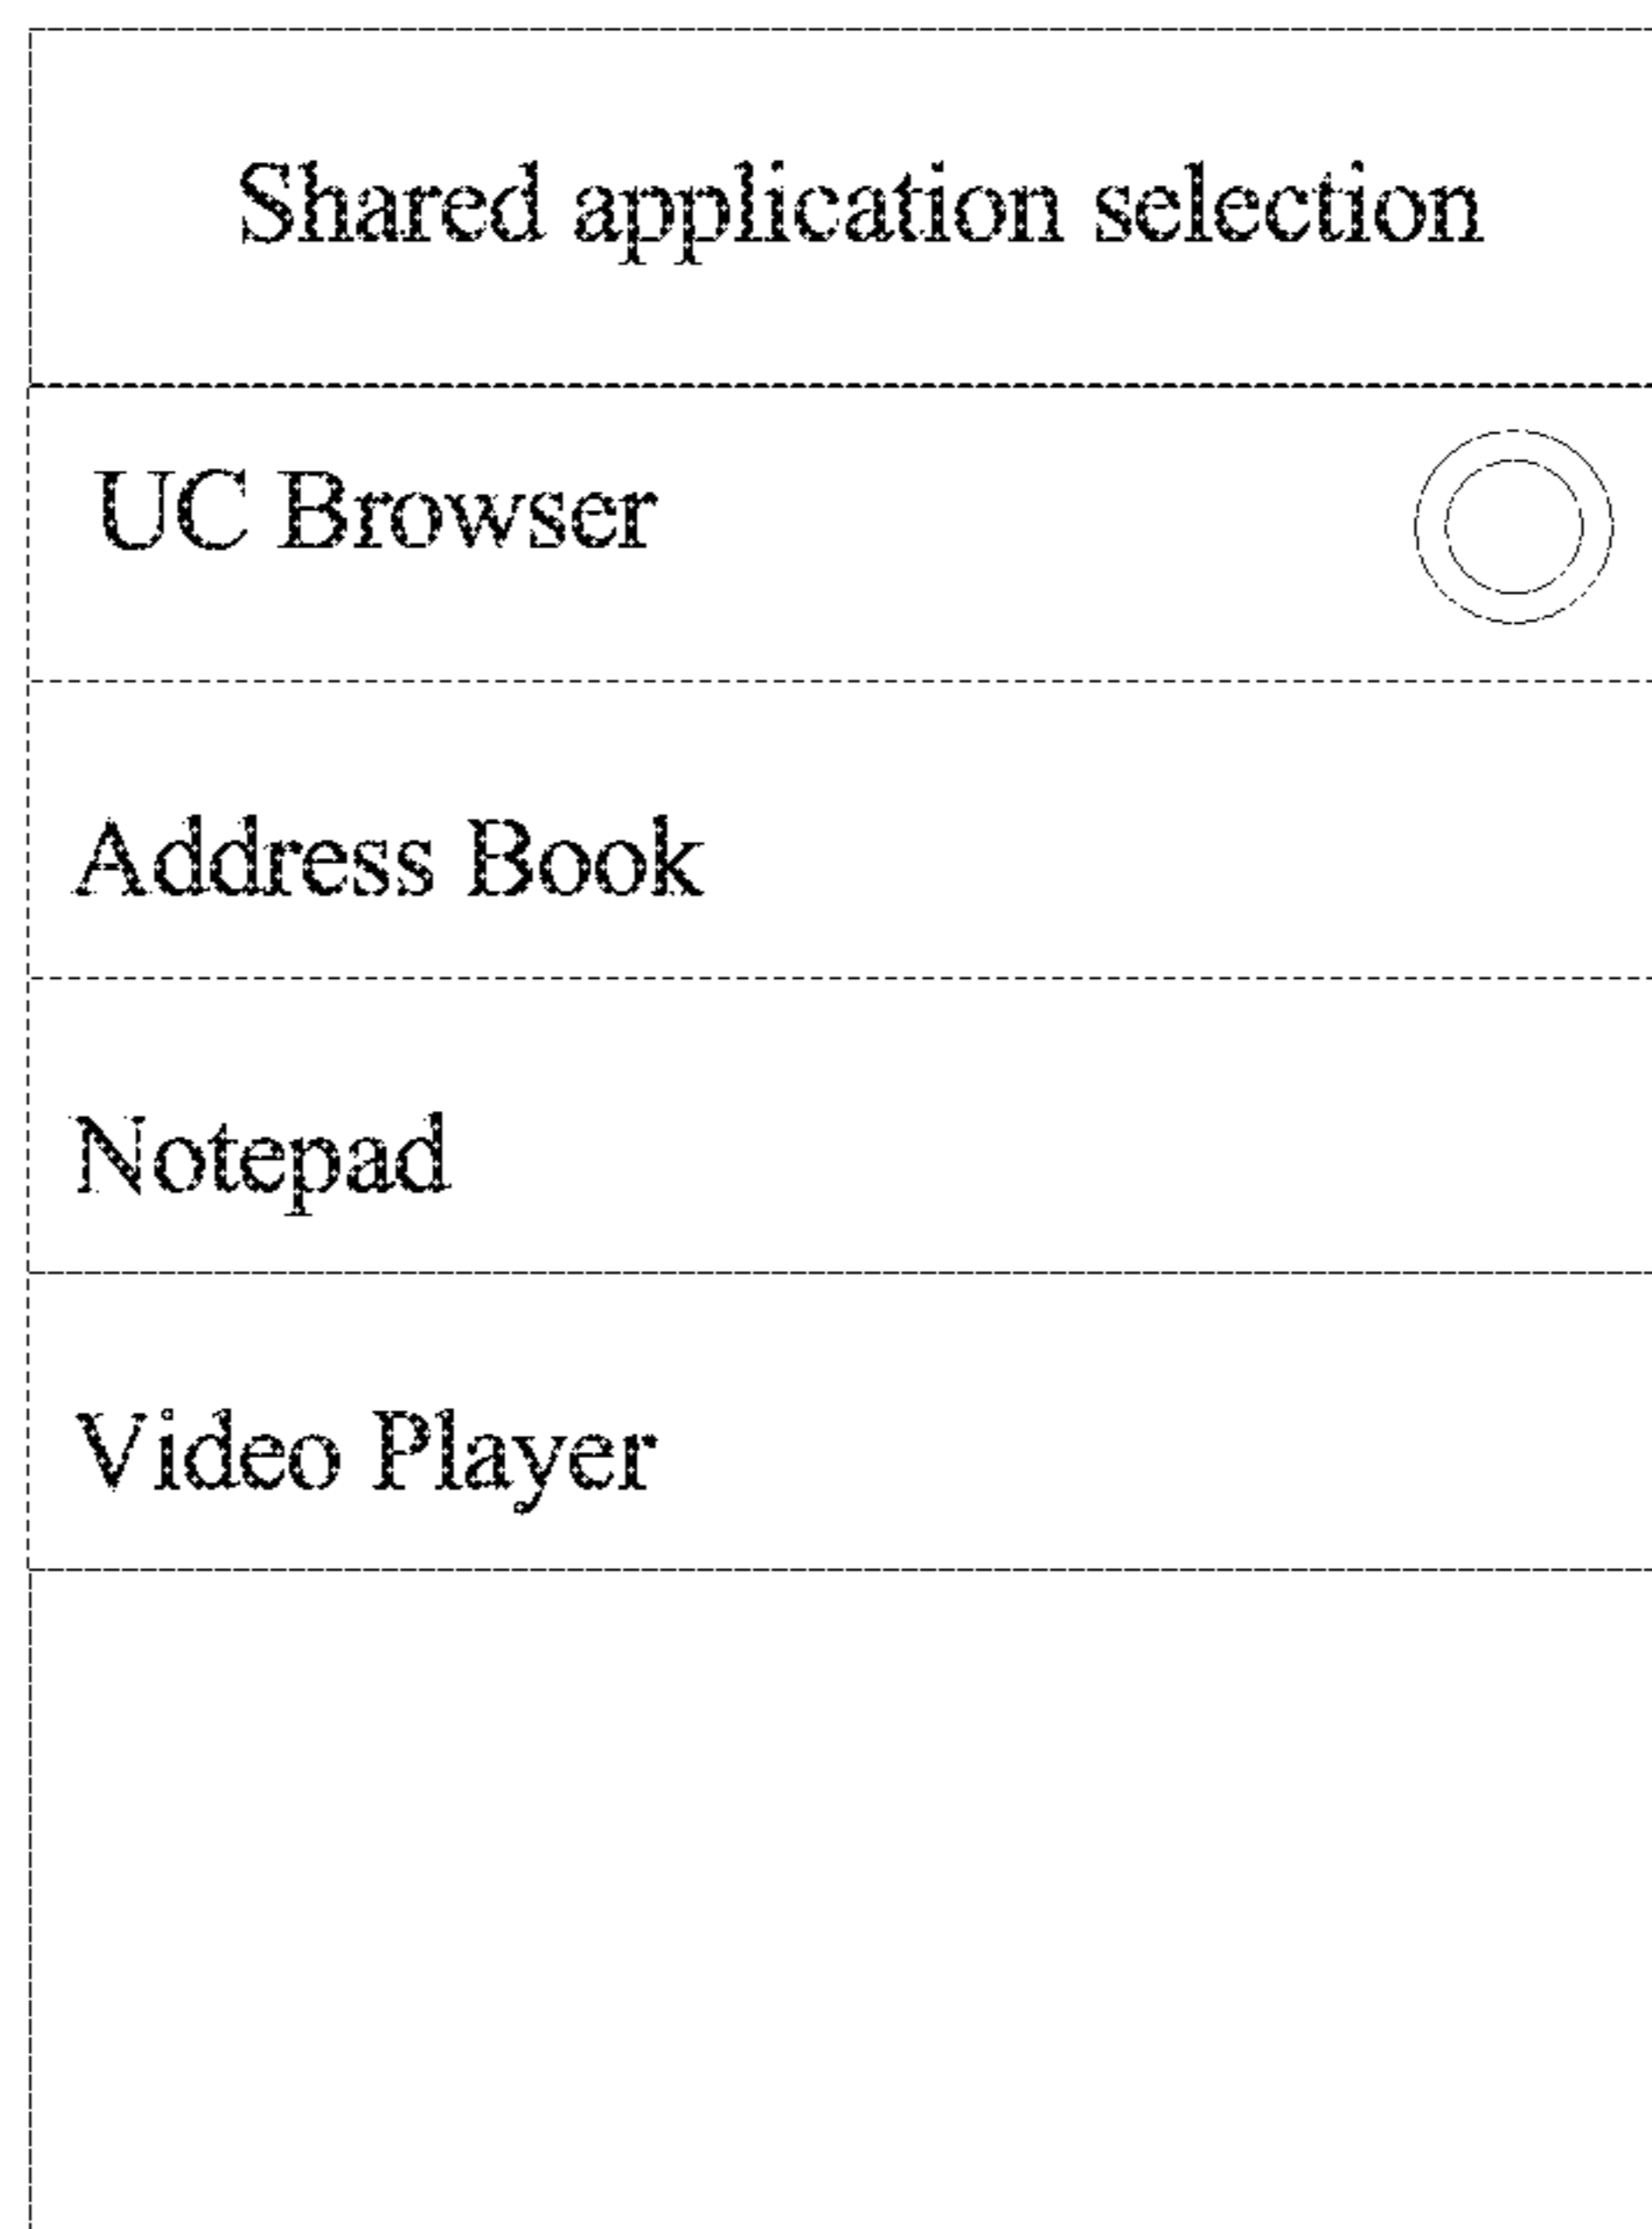 Shared application selection
UC Browser
Address Book
Notepad
Video Player